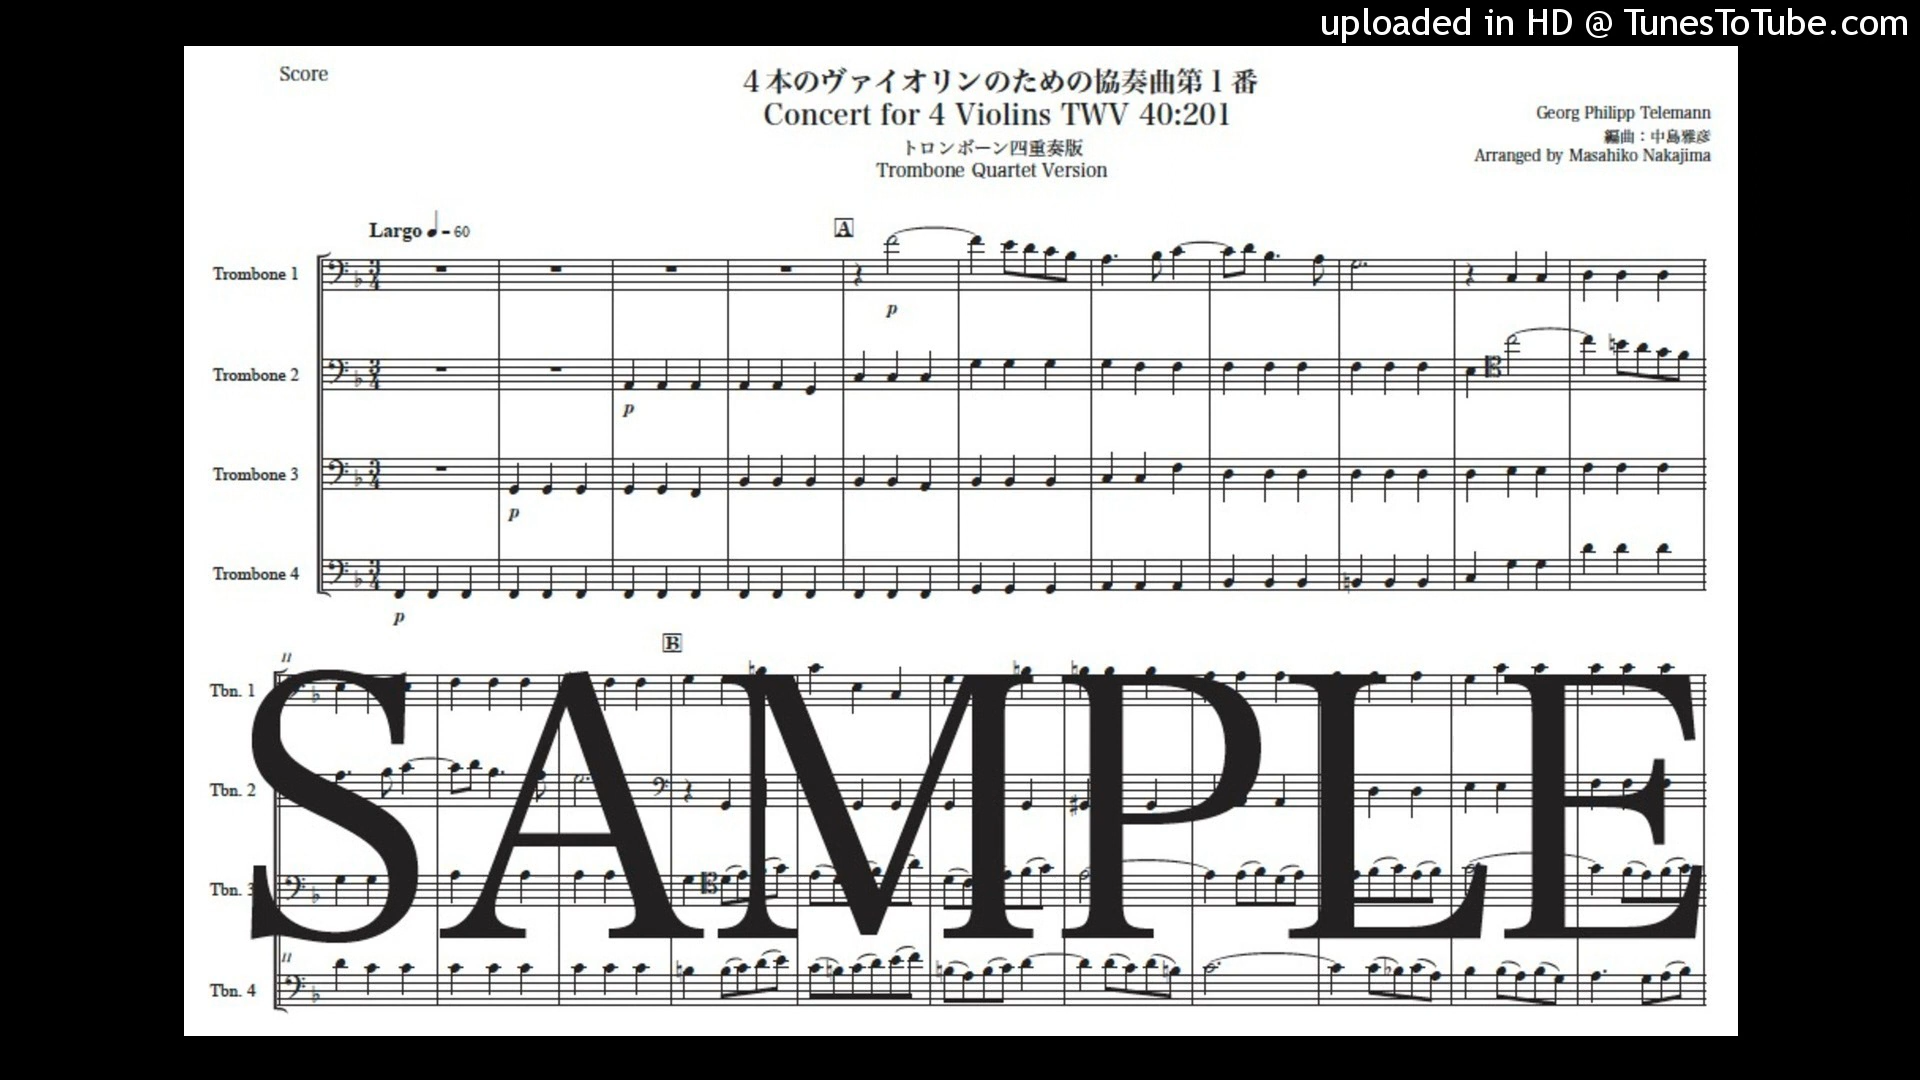 uploaded in HD @ TunesToTube.com
Score
４本のヴァイオリンのための協奏曲第１番
Concert for 4 Violins TWV 40:201
トロンボーン四重奏版
Trombone Quartet Version
Georg Philipp Telemann
編曲：中島雅彦
Arranged by Masahiko Nakajima
Largo ♩= 60
A
Trombone 1
p
Trombone 2
p
Trombone 3
p
Trombone 4
p
B
11
Tbn. 1
Tbn. 2
Tbn. 3
11
Tbn. 4
SAMPLE